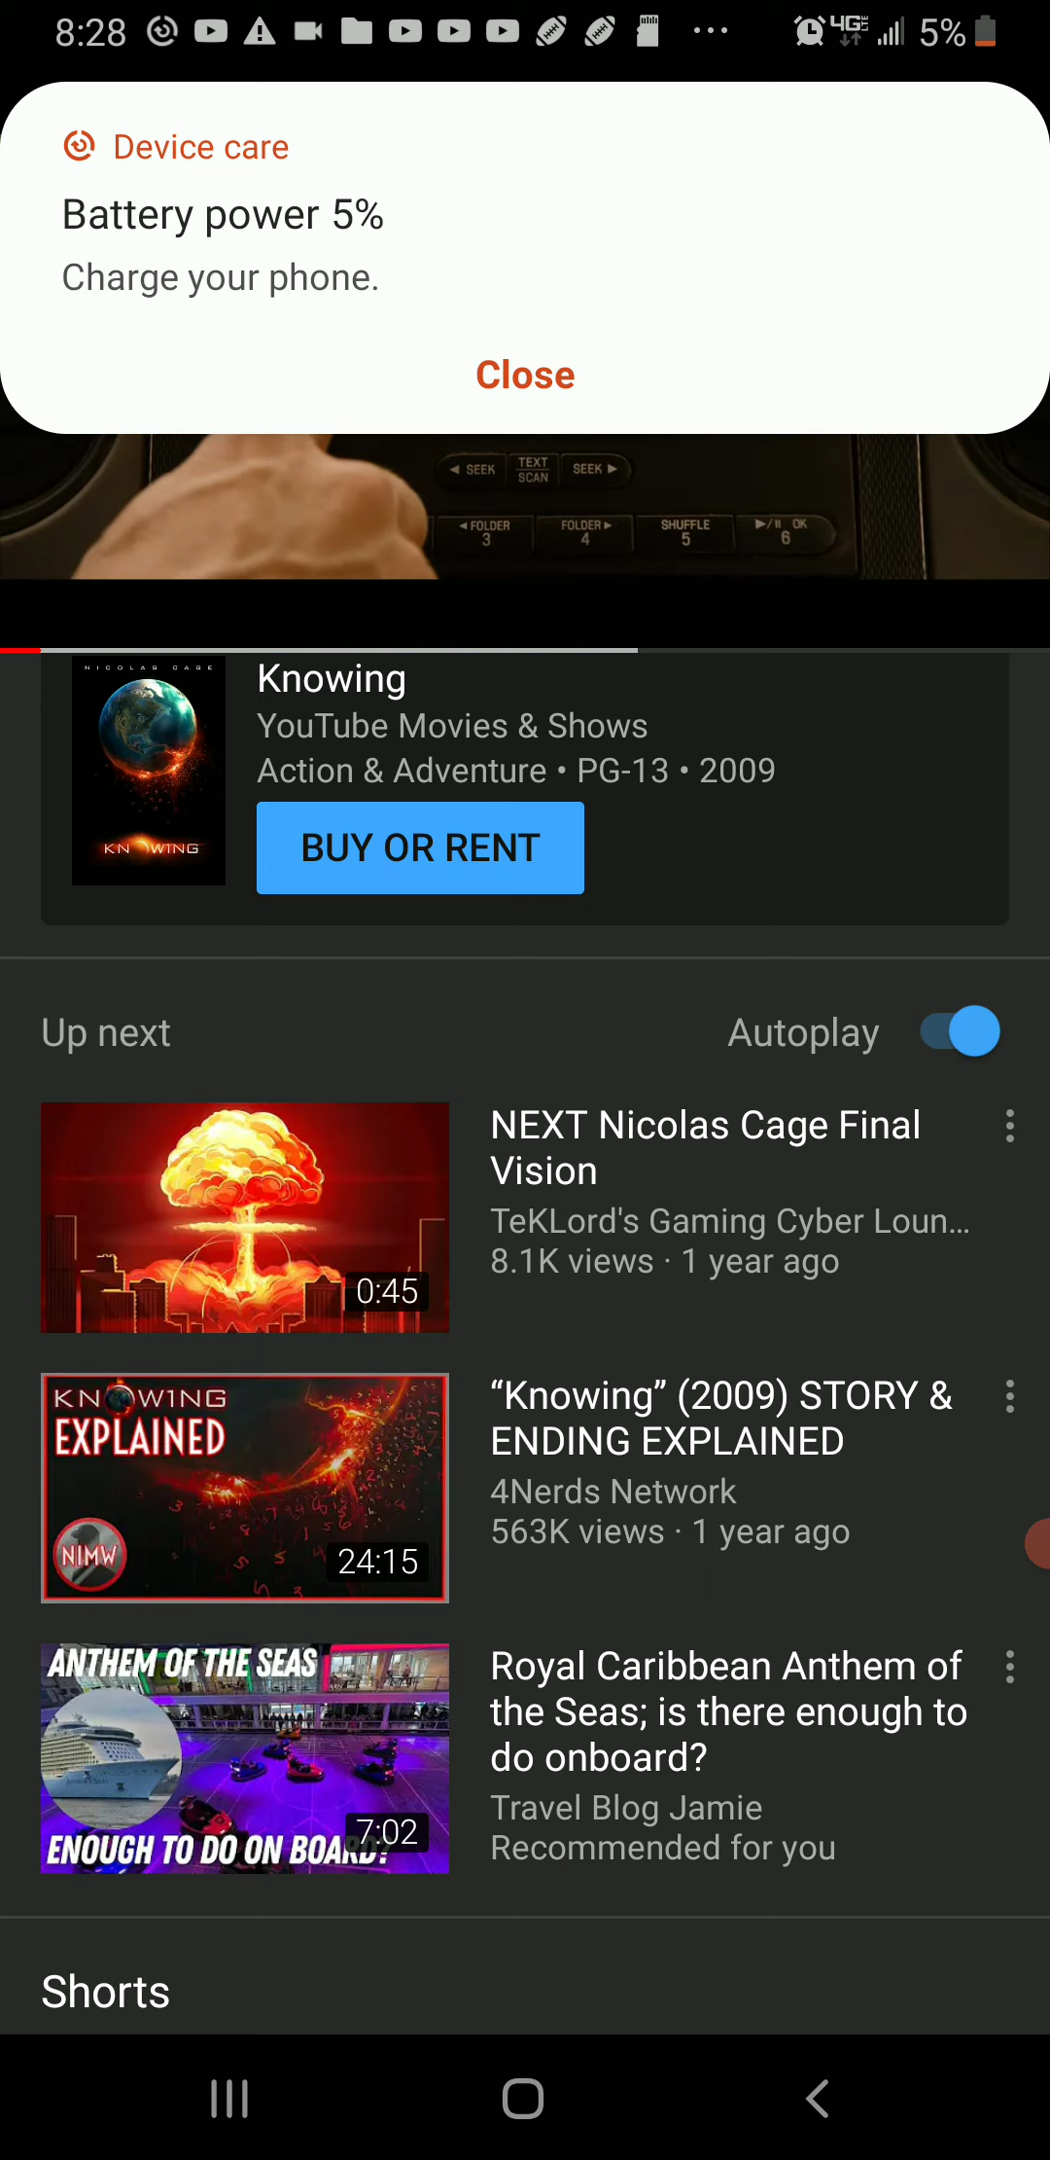 8:28
4G LTE
5%
Device care
Battery power 5%
Charge your phone.
Close
◄ SEEK TEXT SCAN SEEK ►
◄ FOLDER 3 FOLDER ► 4 SHUFFLE 5 ►/II OK 6
NICOLAS CAGE
KNOWING
Knowing
YouTube Movies & Shows
Action & Adventure • PG-13 • 2009
BUY OR RENT
Up next
Autoplay
0:45
NEXT Nicolas Cage Final
Vision
TeKLord's Gaming Cyber Loun...
8.1K views · 1 year ago
KNOW1NG
EXPLAINED
NIMW
24:15
“Knowing” (2009) STORY &
ENDING EXPLAINED
4Nerds Network
563K views · 1 year ago
ANTHEM OF THE SEAS
ENOUGH TO DO ON BOARD?
7:02
Royal Caribbean Anthem of
the Seas; is there enough to
do onboard?
Travel Blog Jamie
Recommended for you
Shorts